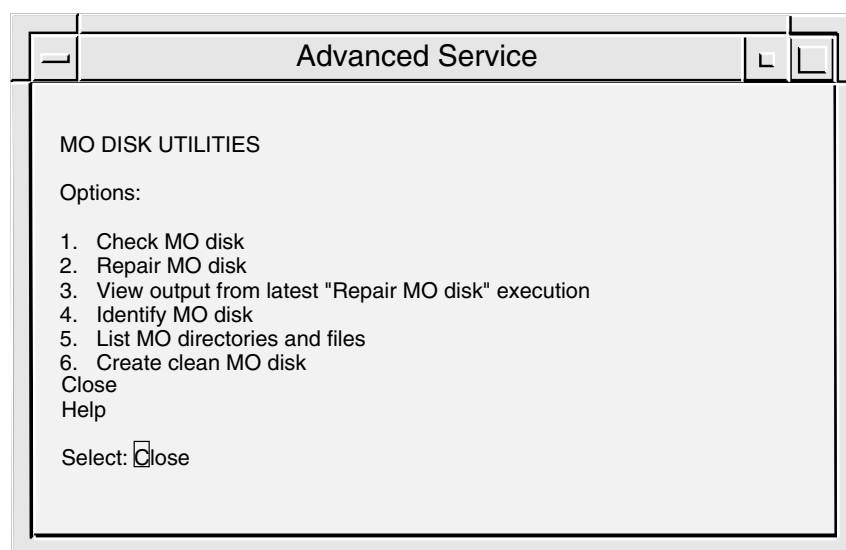 Advanced Service
MO DISK UTILITIES
Options:
1. Check MO disk
2. Repair MO disk
3. View output from latest "Repair MO disk" execution
4. Identify MO disk
5. List MO directories and files
6. Create clean MO disk
Close
Help
Select: Close